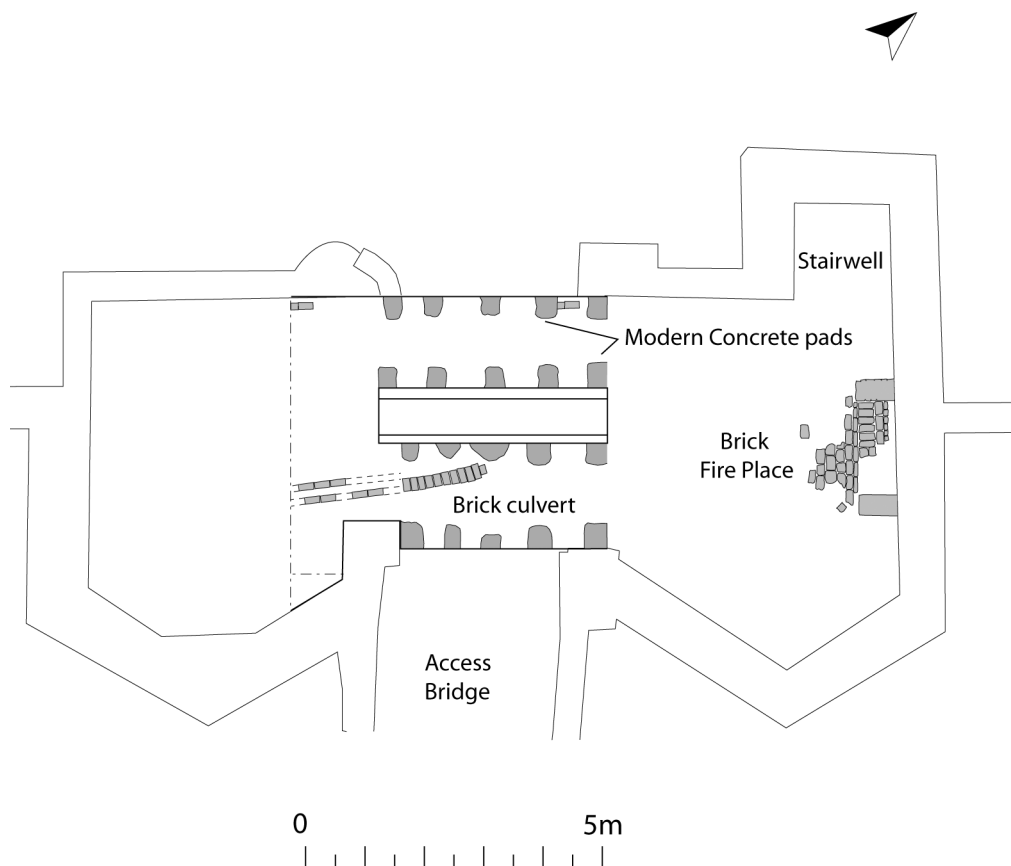 Stairwell
Modern Concrete pads
Brick
Fire Place
Brick culvert
Access
Bridge
0 5m